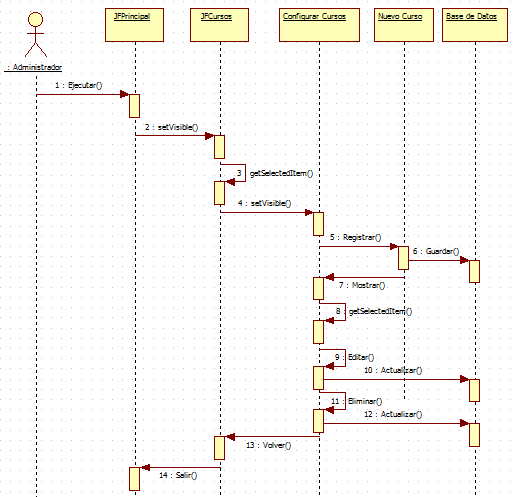 JFPrincipal
JFCursos
Configurar Cursos
Nuevo Curso
Base de Datos
: Administrador
1 : Ejecutar()
2 : setVisible()
3 : getSelectedItem()
4 : setVisible()
5 : Registrar()
6 : Guardar()
7 : Mostrar()
8 : getSelectedItem()
9 : Editar()
10 : Actualizar()
11 : Eliminar()
12 : Actualizar()
13 : Volver()
14 : Salir()